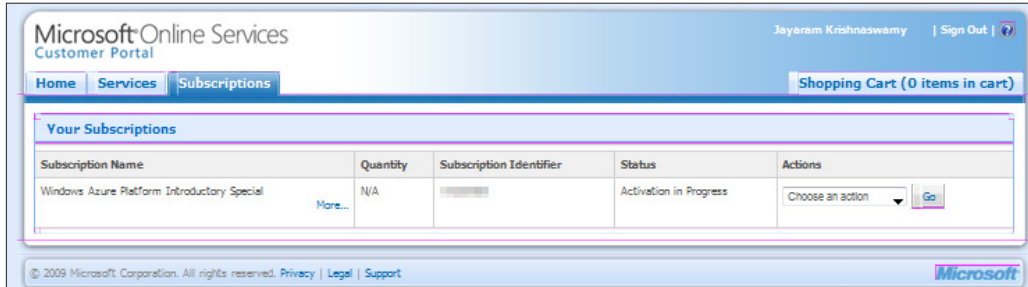 Microsoft Online Services
Customer Portal
Jayaram Krishnaswamy | Sign Out | ?
Home Services Subscriptions
Shopping Cart (0 items in cart)
Your Subscriptions
Subscription Name Quantity Subscription Identifier Status Actions
Windows Azure Platform Introductory Special N/A Activation in Progress Choose an action Go
More...
© 2009 Microsoft Corporation. All rights reserved. Privacy | Legal | Support
Microsoft